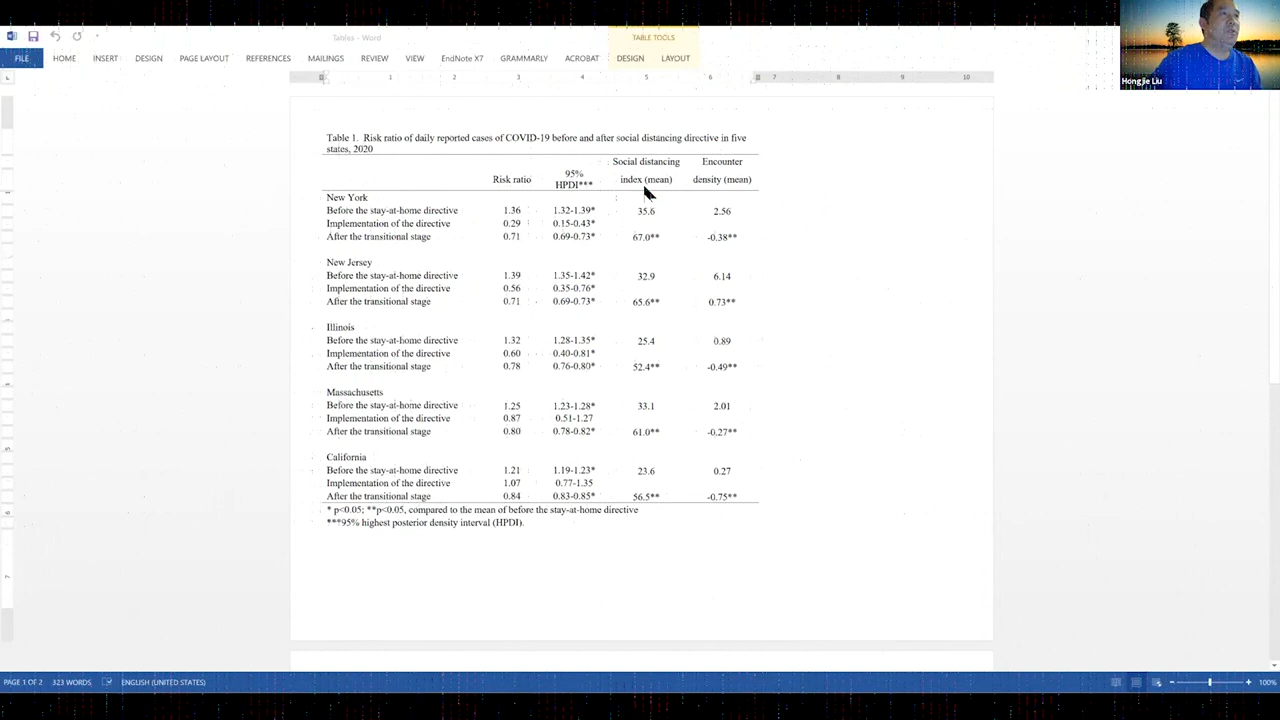 Tables - Word
TABLE TOOLS
FILE HOME INSERT DESIGN PAGE LAYOUT REFERENCES MAILINGS REVIEW VIEW EndNote X7 GRAMMARLY ACROBAT DESIGN LAYOUT
Hongjie Liu
1 2 3 4 5 6 7 8 9 10
Table 1. Risk ratio of daily reported cases of COVID-19 before and after social distancing directive in five
states, 2020
Risk ratio 95% HPDI*** Social distancing index (mean) Encounter density (mean)
New York
Before the stay-at-home directive 1.36 1.32-1.39* 35.6 2.56
Implementation of the directive 0.29 0.15-0.43*
After the transitional stage 0.71 0.69-0.73* 67.0** -0.38**
New Jersey
Before the stay-at-home directive 1.39 1.35-1.42* 32.9 6.14
Implementation of the directive 0.56 0.35-0.76*
After the transitional stage 0.71 0.69-0.73* 65.6** 0.73**
Illinois
Before the stay-at-home directive 1.32 1.28-1.35* 25.4 0.89
Implementation of the directive 0.60 0.40-0.81*
After the transitional stage 0.78 0.76-0.80* 52.4** -0.49**
Massachusetts
Before the stay-at-home directive 1.25 1.23-1.28* 33.1 2.01
Implementation of the directive 0.87 0.51-1.27
After the transitional stage 0.80 0.78-0.82* 61.0** -0.27**
California
Before the stay-at-home directive 1.21 1.19-1.23* 23.6 0.27
Implementation of the directive 1.07 0.77-1.35
After the transitional stage 0.84 0.83-0.85* 56.5** -0.75**
* p<0.05; **p<0.05, compared to the mean of before the stay-at-home directive
***95% highest posterior density interval (HPDI).
PAGE 1 OF 2 323 WORDS ENGLISH (UNITED STATES) 100%